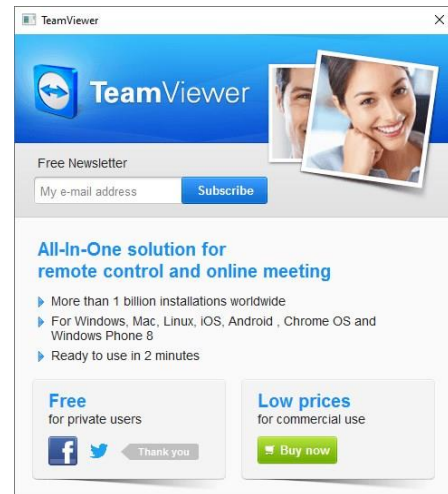 TeamViewer
TeamViewer
Free Newsletter
My e-mail address
Subscribe
All-In-One solution for
remote control and online meeting
More than 1 billion installations worldwide
For Windows, Mac, Linux, iOS, Android , Chrome OS and
Windows Phone 8
Ready to use in 2 minutes
Free
for private users
Thank you
Low prices
for commercial use
Buy now